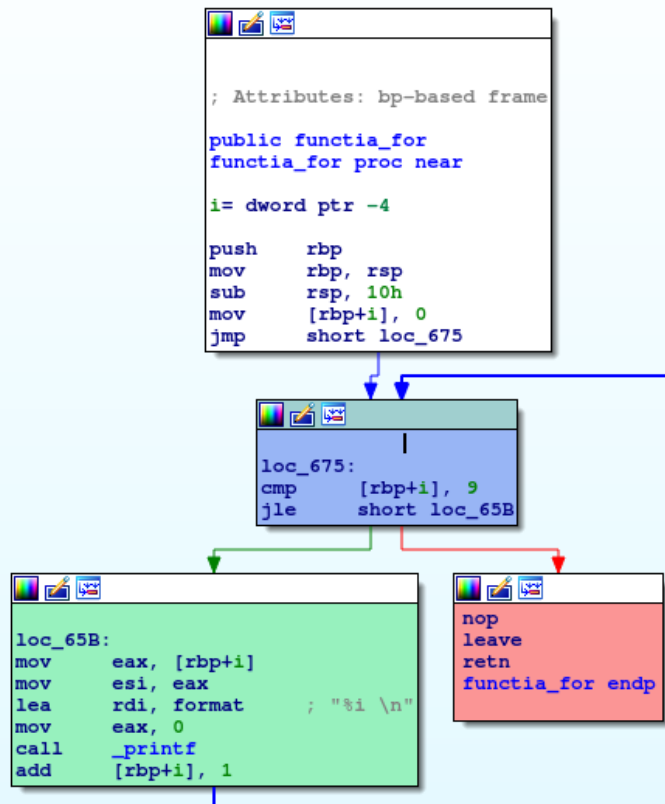 ; Attributes: bp-based frame
public functia_for
functia_for proc near
i= dword ptr -4
push rbp
mov rbp, rsp
sub rsp, 10h
mov [rbp+i], 0
jmp short loc_675
loc_675:
cmp [rbp+i], 9
jle short loc_65B
loc_65B:
mov eax, [rbp+i]
mov esi, eax
lea rdi, format ; "%i \n"
mov eax, 0
call _printf
add [rbp+i], 1
nop
leave
retn
functia_for endp